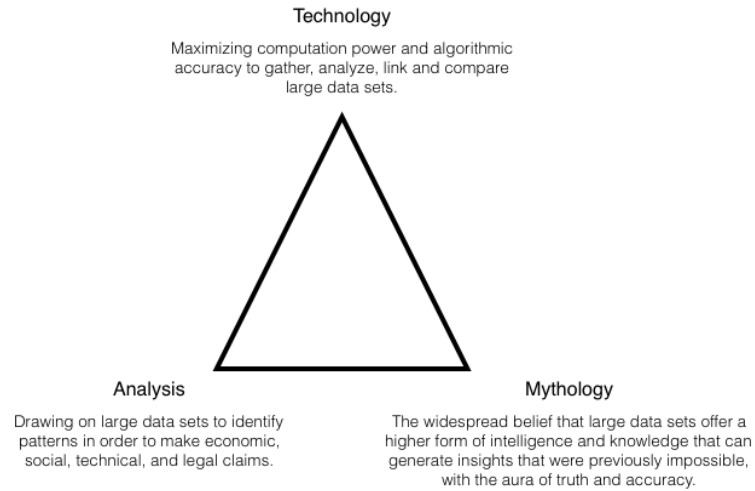 Technology
Maximizing computation power and algorithmic
accuracy to gather, analyze, link and compare
large data sets.
Analysis
Drawing on large data sets to identify
patterns in order to make economic,
social, technical, and legal claims.
Mythology
The widespread belief that large data sets offer a
higher form of intelligence and knowledge that can
generate insights that were previously impossible,
with the aura of truth and accuracy.